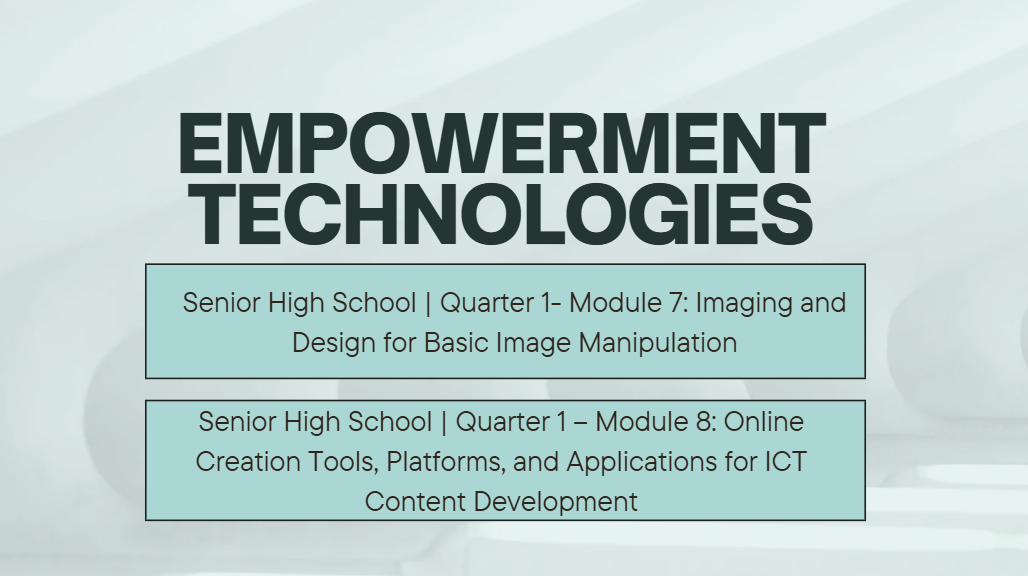 EMPOWERMENT
TECHNOLOGIES
Senior High School | Quarter 1- Module 7: Imaging and
Design for Basic Image Manipulation
Senior High School | Quarter 1 – Module 8: Online
Creation Tools, Platforms, and Applications for ICT
Content Development